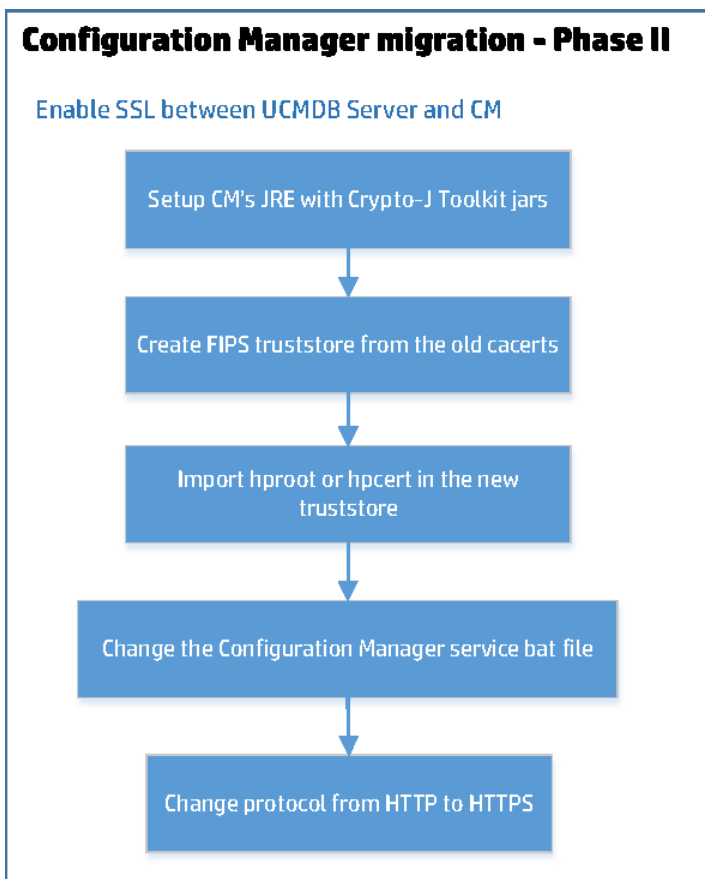 Configuration Manager migration - Phase II
Enable SSL between UCMDB Server and CM
Setup CM's JRE with Crypto-J Toolkit jars
Create FIPS truststore from the old cacerts
Import hproot or hpcert in the new
truststore
Change the Configuration Manager service bat file
Change protocol from HTTP to HTTPS